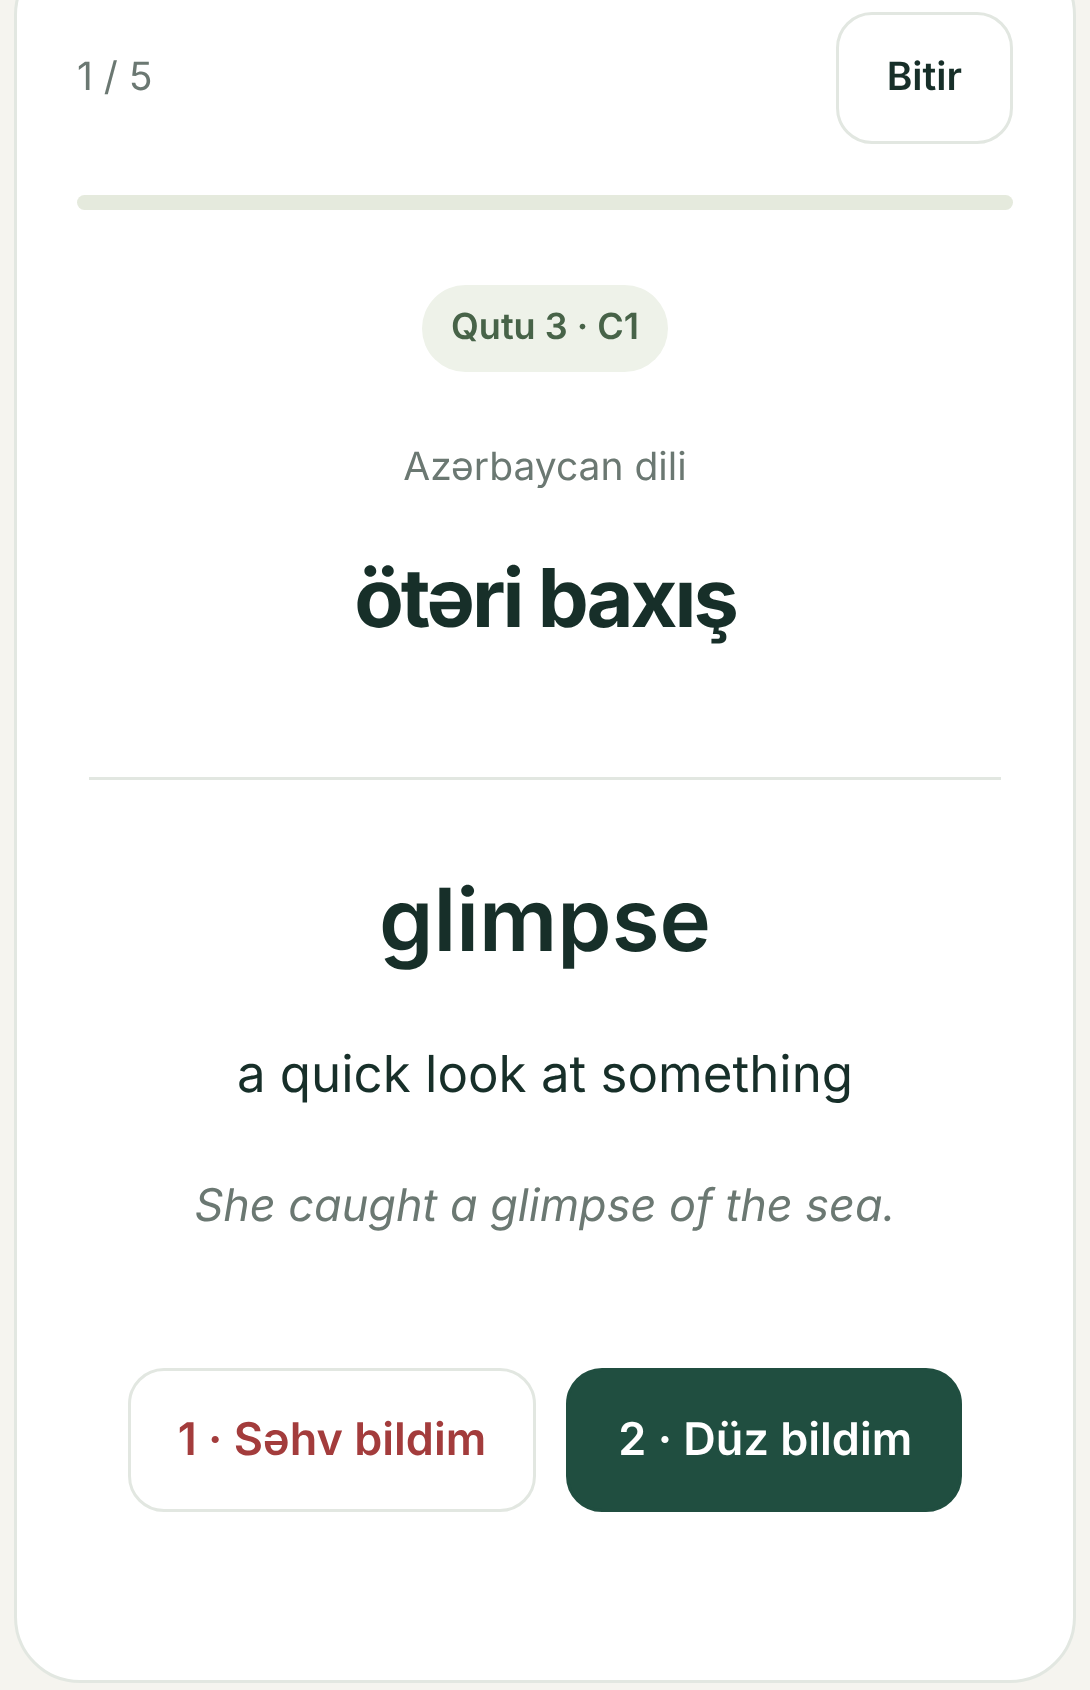 1 / 5
Bitir
Qutu 3 · C1
Azərbaycan dili
ötəri baxış
glimpse
a quick look at something
She caught a glimpse of the sea.
1 · Səhv bildim
2 · Düz bildim